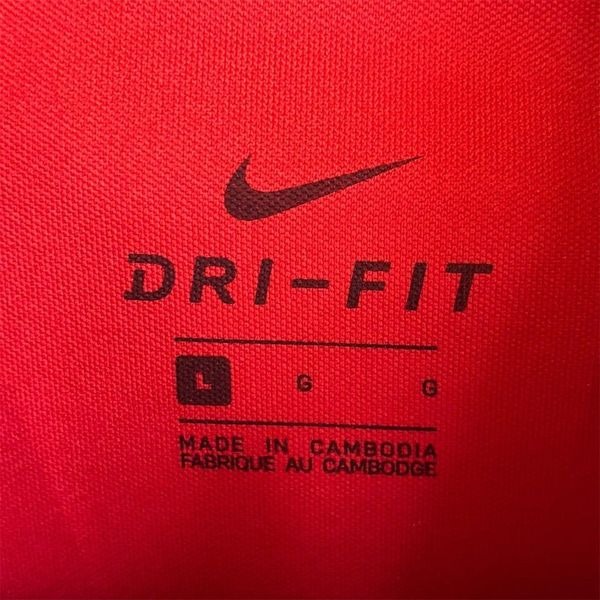 DRI-FIT
L G G
MADE IN CAMBODIA
FABRIQUE AU CAMBODGE